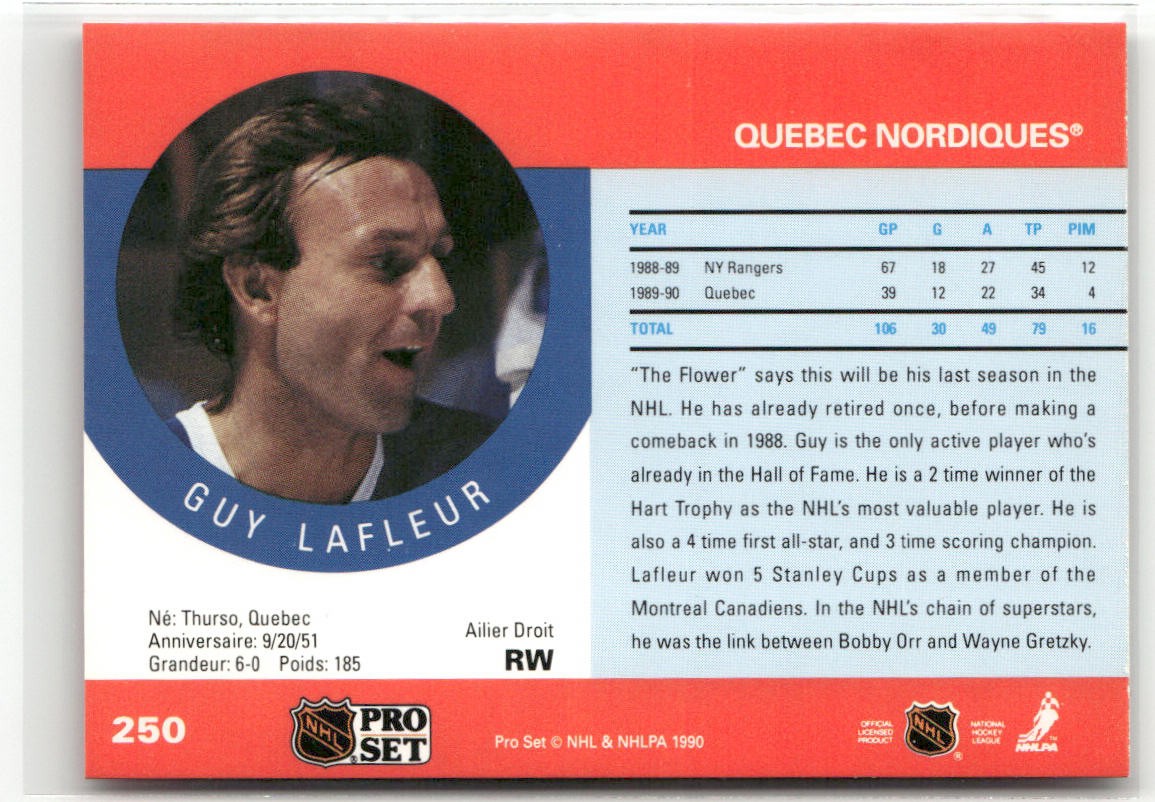 QUEBEC NORDIQUES®
YEAR GP G A TP PIM
1988-89 NY Rangers 67 18 27 45 12
1989-90 Quebec 39 12 22 34 4
TOTAL 106 30 49 79 16
"The Flower" says this will be his last season in the
NHL. He has already retired once, before making a
comeback in 1988. Guy is the only active player who's
already in the Hall of Fame. He is a 2 time winner of the
Hart Trophy as the NHL's most valuable player. He is
also a 4 time first all-star, and 3 time scoring champion.
Lafleur won 5 Stanley Cups as a member of the
Montreal Canadiens. In the NHL's chain of superstars,
he was the link between Bobby Orr and Wayne Gretzky.
GUY LAFLEUR
Né: Thurso, Quebec
Anniversaire: 9/20/51
Grandeur: 6-0 Poids: 185
Ailier Droit
RW
250
NHL
PRO
SET
®
Pro Set © NHL & NHLPA 1990
OFFICIAL
LICENSED
PRODUCT
NHL
®
NATIONAL
HOCKEY
LEAGUE
NHLPA
™